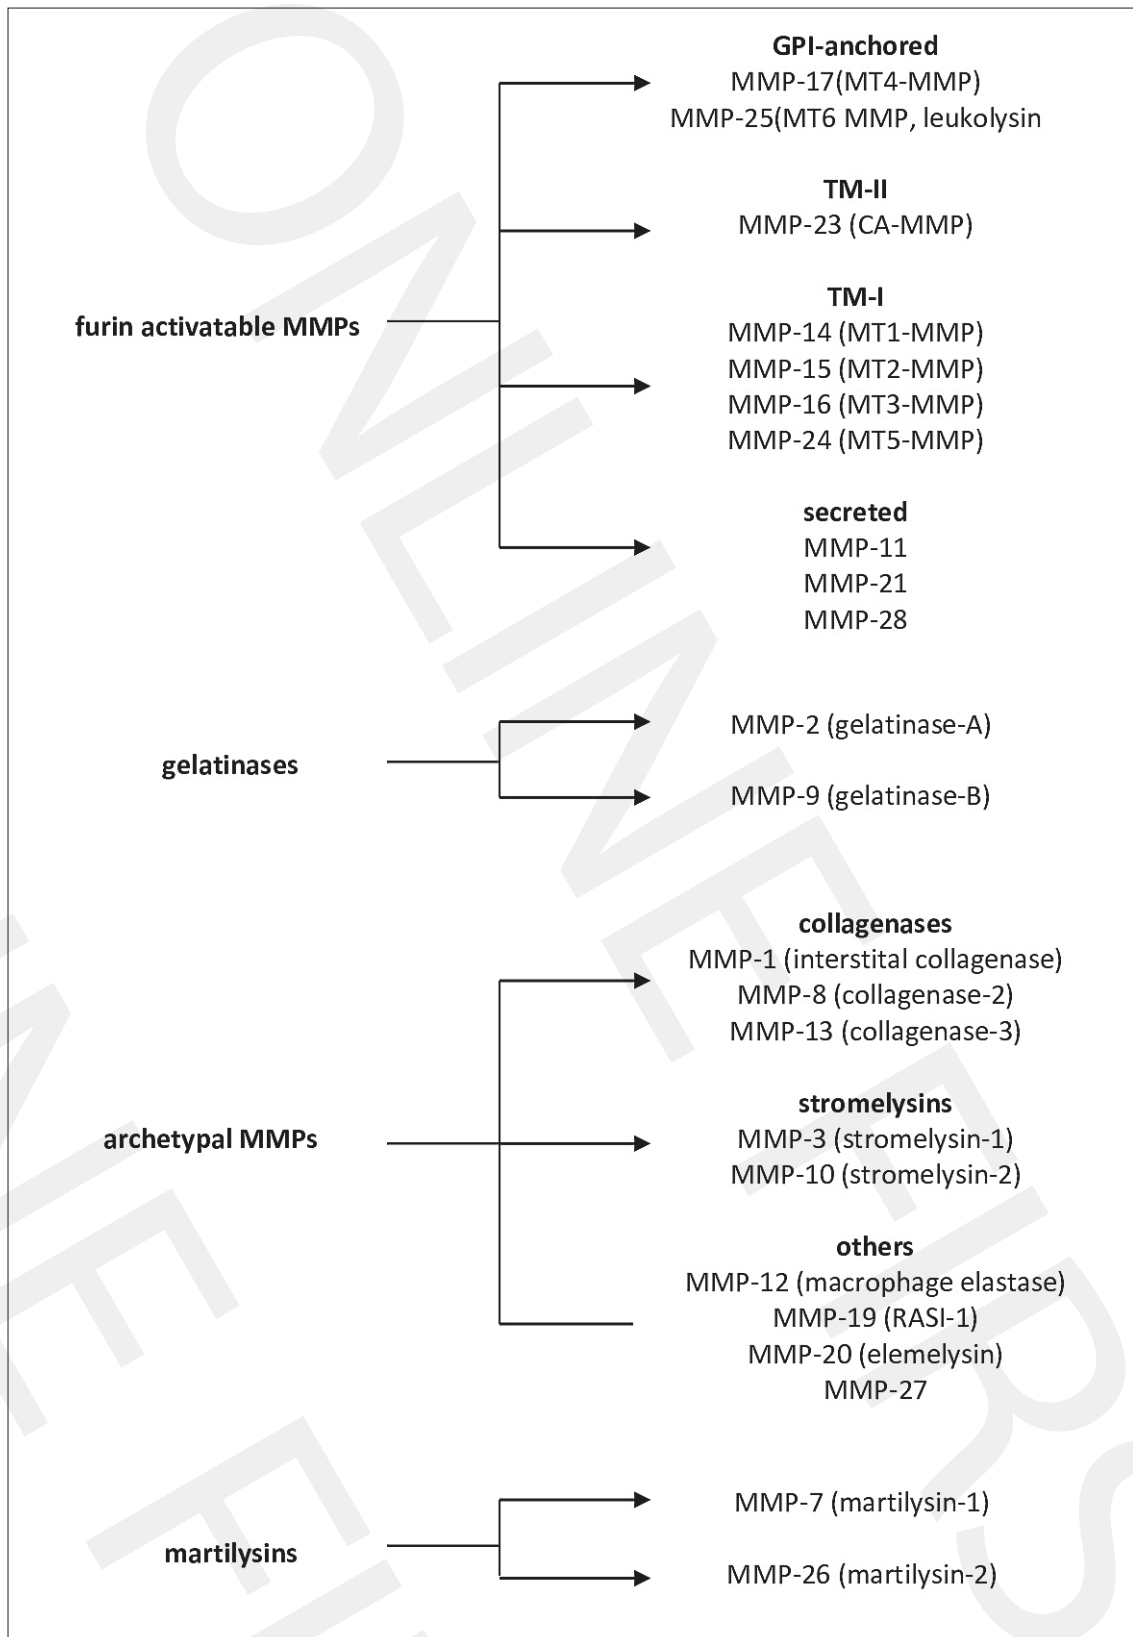 GPI-anchored
MMP-17(MT4-MMP)
MMP-25(MT6 MMP, leukolysin
TM-II
MMP-23 (CA-MMP)
furin activatable MMPs
TM-I
MMP-14 (MT1-MMP)
MMP-15 (MT2-MMP)
MMP-16 (MT3-MMP)
MMP-24 (MT5-MMP)
secreted
MMP-11
MMP-21
MMP-28
gelatinases
MMP-2 (gelatinase-A)
MMP-9 (gelatinase-B)
archetypal MMPs
collagenases
MMP-1 (interstital collagenase)
MMP-8 (collagenase-2)
MMP-13 (collagenase-3)
stromelysins
MMP-3 (stromelysin-1)
MMP-10 (stromelysin-2)
others
MMP-12 (macrophage elastase)
MMP-19 (RASI-1)
MMP-20 (elemelysin)
MMP-27
martilysins
MMP-7 (martilysin-1)
MMP-26 (martilysin-2)
ONLINE FIRS